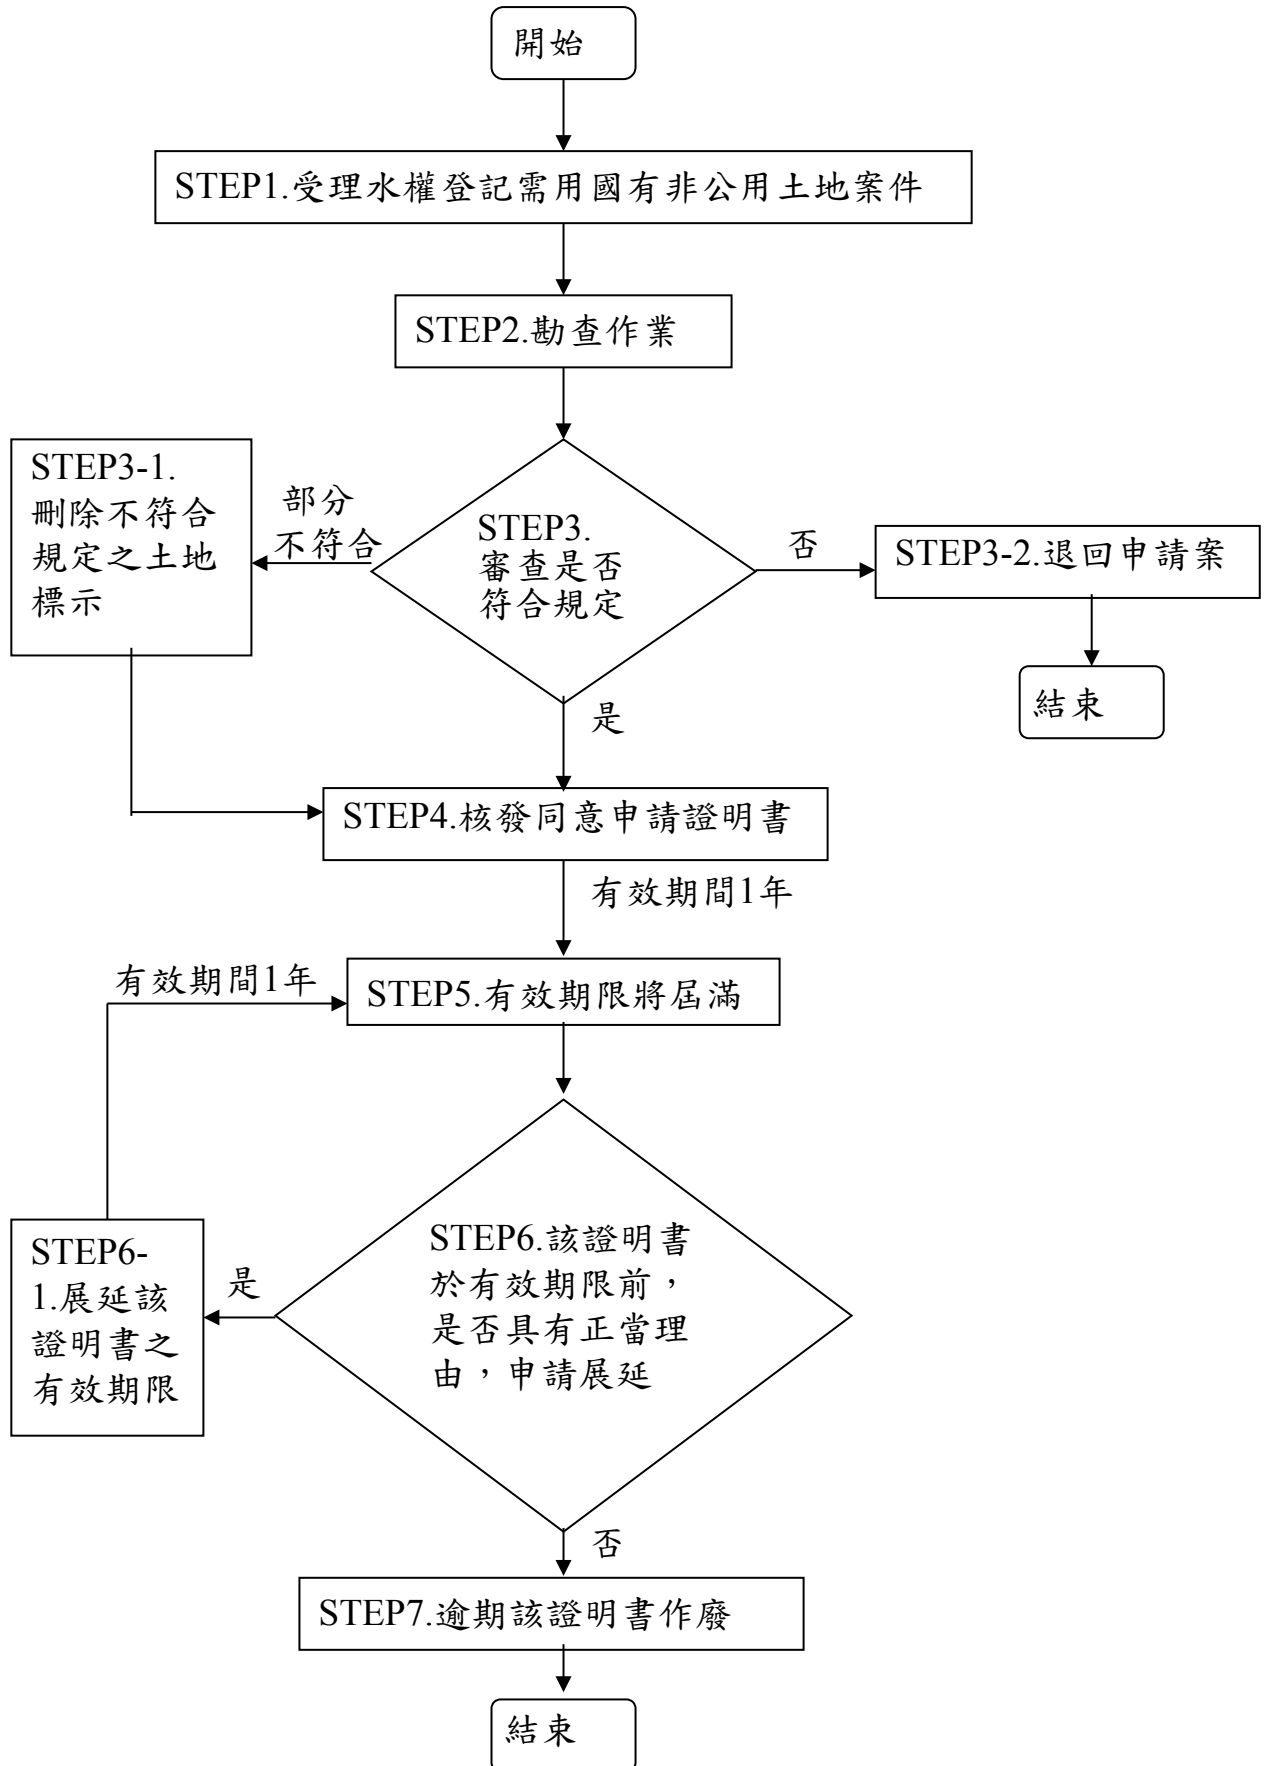 開始
STEP1.受理水權登記需用國有非公用土地案件
STEP2.勘查作業
STEP3-1.
刪除不符合
規定之土地
標示
部分
不符合
STEP3.
審查是否
符合規定
否
STEP3-2.退回申請案
結束
是
STEP4.核發同意申請證明書
有效期間1年
有效期間1年
STEP5.有效期限將屆滿
STEP6-
1.展延該
證明書之
有效期限
是
STEP6.該證明書
於有效期限前，
是否具有正當理
由，申請展延
否
STEP7.逾期該證明書作廢
結束